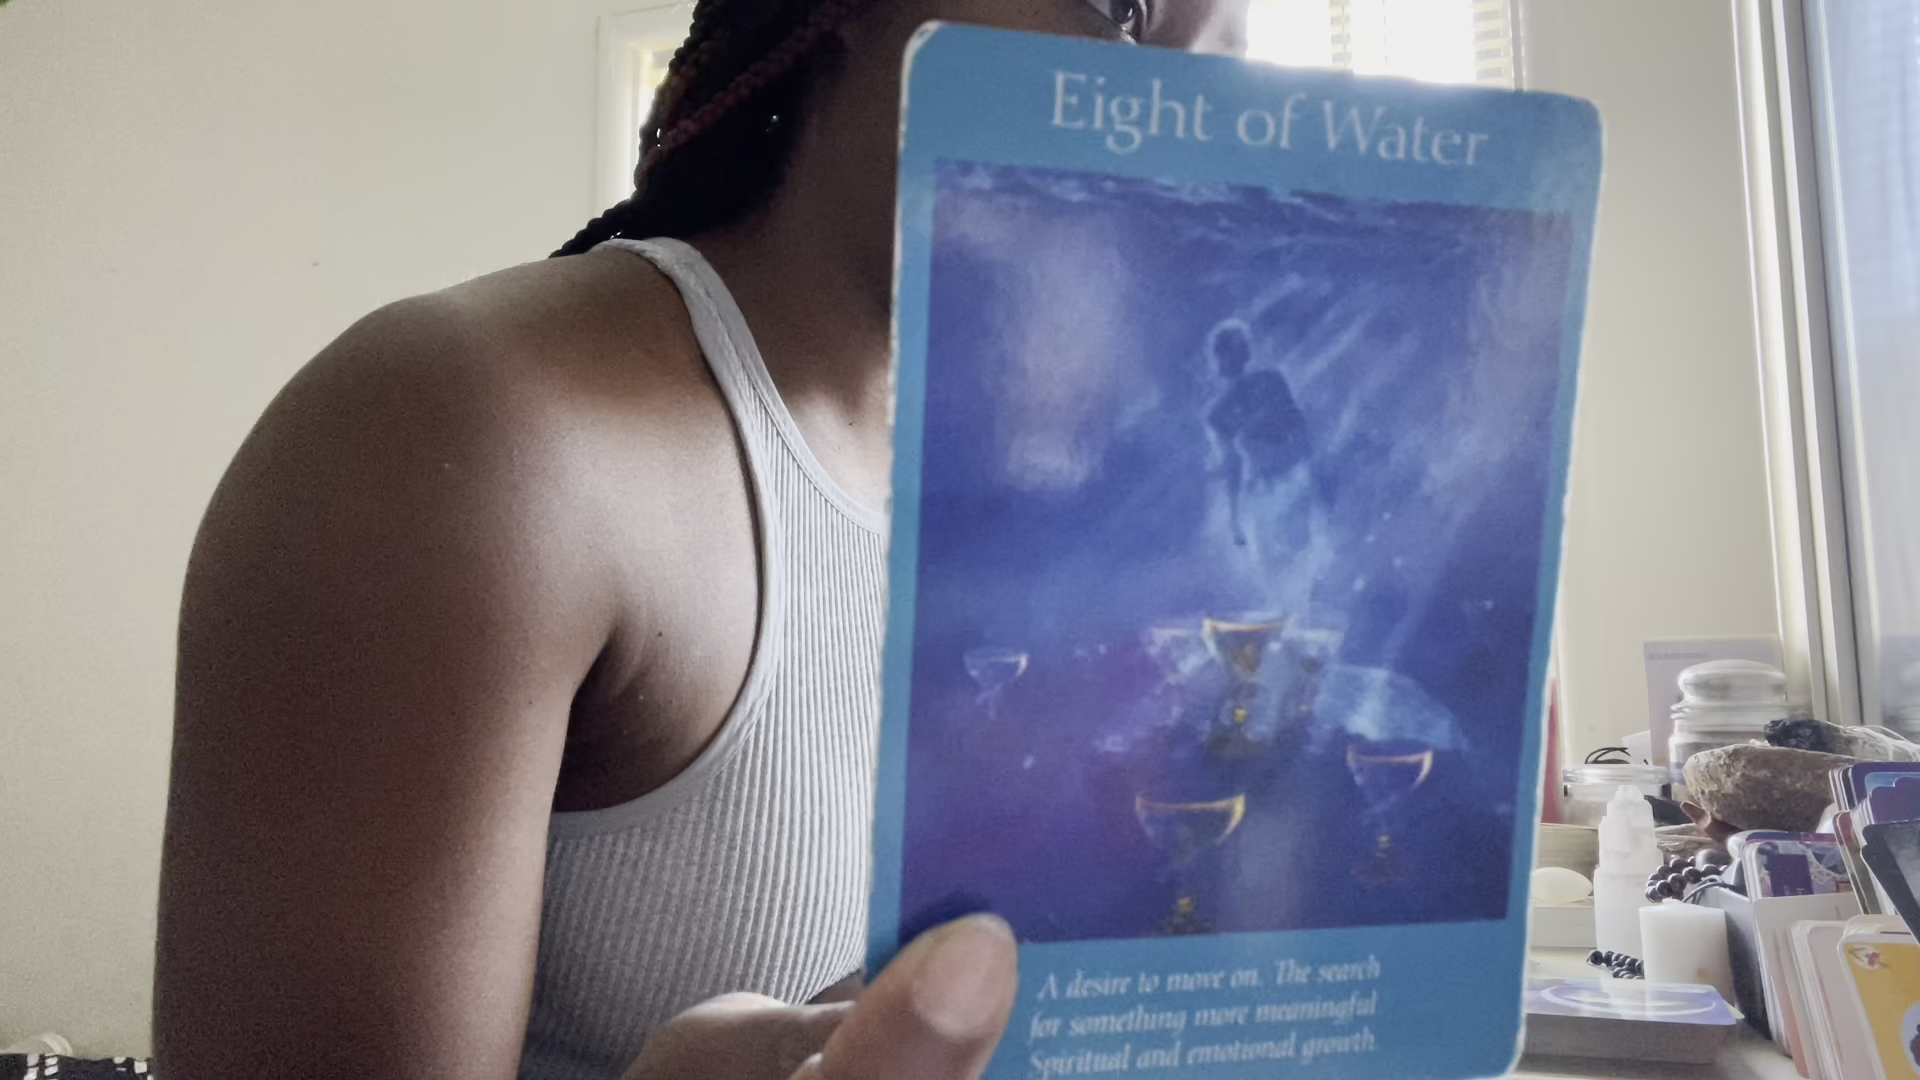 Eight of Water
A desire to move on. The search
for something more meaningful
Spiritual and emotional growth.